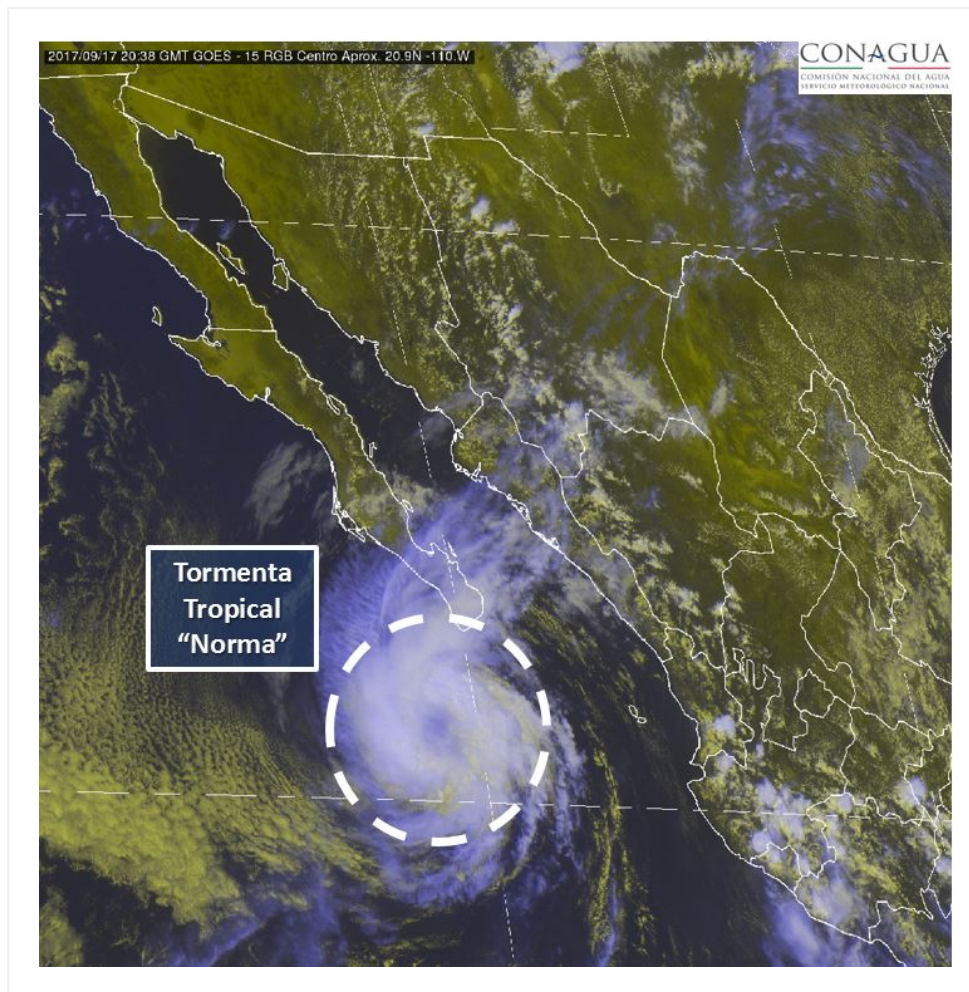 2017/09/17 20:38 GMT GOES - 15 RGB Centro Aprox. 20.9N -110.W
CONAGUA
COMISIÓN NACIONAL DEL AGUA
SERVICIO METEOROLÓGICO NACIONAL
Tormenta
Tropical
“Norma”